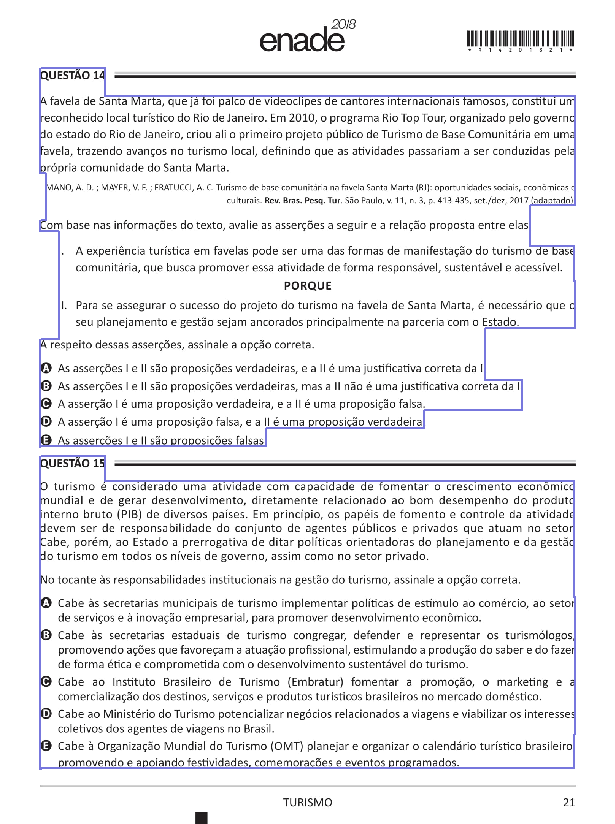 enade 2018
*R1420182​1*
QUESTÃO 14
A favela de Santa Marta, que já foi palco de videoclipes de cantores internacionais famosos, constitui um
reconhecido local turístico do Rio de Janeiro. Em 2010, o programa Rio Top Tour, organizado pelo governo
do estado do Rio de Janeiro, criou ali o primeiro projeto público de Turismo de Base Comunitária em uma
favela, trazendo avanços no turismo local, definindo que as atividades passariam a ser conduzidas pela
própria comunidade do Santa Marta.
MANO, A. D. ; MAYER, V. F. ; FRATUCCI, A. C. Turismo de base comunitária na favela Santa Marta (RJ): oportunidades sociais, econômicas e
culturais. Rev. Bras. Pesq. Tur. São Paulo, v. 11, n. 3, p. 413-435, set./dez, 2017 (adaptado).
Com base nas informações do texto, avalie as asserções a seguir e a relação proposta entre elas.
I. A experiência turística em favelas pode ser uma das formas de manifestação do turismo de base
comunitária, que busca promover essa atividade de forma responsável, sustentável e acessível.
PORQUE
II. Para se assegurar o sucesso do projeto do turismo na favela de Santa Marta, é necessário que o
seu planejamento e gestão sejam ancorados principalmente na parceria com o Estado.
A respeito dessas asserções, assinale a opção correta.
A As asserções I e II são proposições verdadeiras, e a II é uma justificativa correta da I.
B As asserções I e II são proposições verdadeiras, mas a II não é uma justificativa correta da I.
C A asserção I é uma proposição verdadeira, e a II é uma proposição falsa.
D A asserção I é uma proposição falsa, e a II é uma proposição verdadeira.
E As asserções I e II são proposições falsas.
QUESTÃO 15
O turismo é considerado uma atividade com capacidade de fomentar o crescimento econômico
mundial e de gerar desenvolvimento, diretamente relacionado ao bom desempenho do produto
interno bruto (PIB) de diversos países. Em princípio, os papéis de fomento e controle da atividade
devem ser de responsabilidade do conjunto de agentes públicos e privados que atuam no setor.
Cabe, porém, ao Estado a prerrogativa de ditar políticas orientadoras do planejamento e da gestão
do turismo em todos os níveis de governo, assim como no setor privado.
No tocante às responsabilidades institucionais na gestão do turismo, assinale a opção correta.
A Cabe às secretarias municipais de turismo implementar políticas de estímulo ao comércio, ao setor
de serviços e à inovação empresarial, para promover desenvolvimento econômico.
B Cabe às secretarias estaduais de turismo congregar, defender e representar os turismólogos,
promovendo ações que favoreçam a atuação profissional, estimulando a produção do saber e do fazer
de forma ética e comprometida com o desenvolvimento sustentável do turismo.
C Cabe ao Instituto Brasileiro de Turismo (Embratur) fomentar a promoção, o marketing e a
comercialização dos destinos, serviços e produtos turísticos brasileiros no mercado doméstico.
D Cabe ao Ministério do Turismo potencializar negócios relacionados a viagens e viabilizar os interesses
coletivos dos agentes de viagens no Brasil.
E Cabe à Organização Mundial do Turismo (OMT) planejar e organizar o calendário turístico brasileiro,
promovendo e apoiando festividades, comemorações e eventos programados.
TURISMO
21